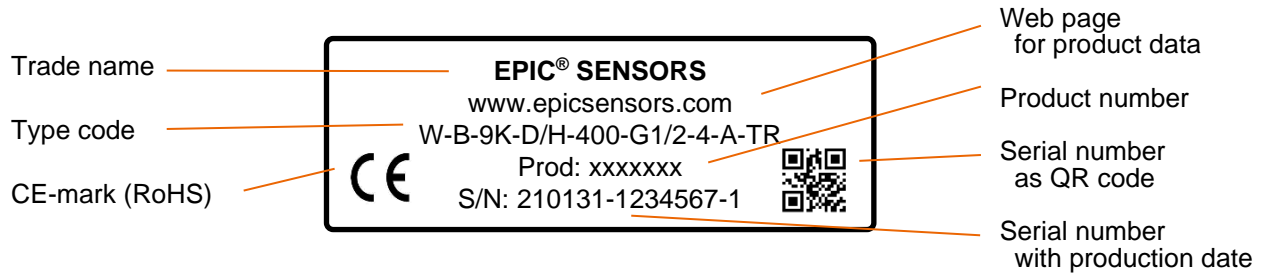 Trade name
Type code
CE-mark (RoHS)
EPIC® SENSORS
www.epicsensors.com
W-B-9K-D/H-400-G1/2-4-A-TR
Prod: xxxxxxx
S/N: 210131-1234567-1
CE
Web page
for product data
Product number
Serial number
as QR code
Serial number
with production date